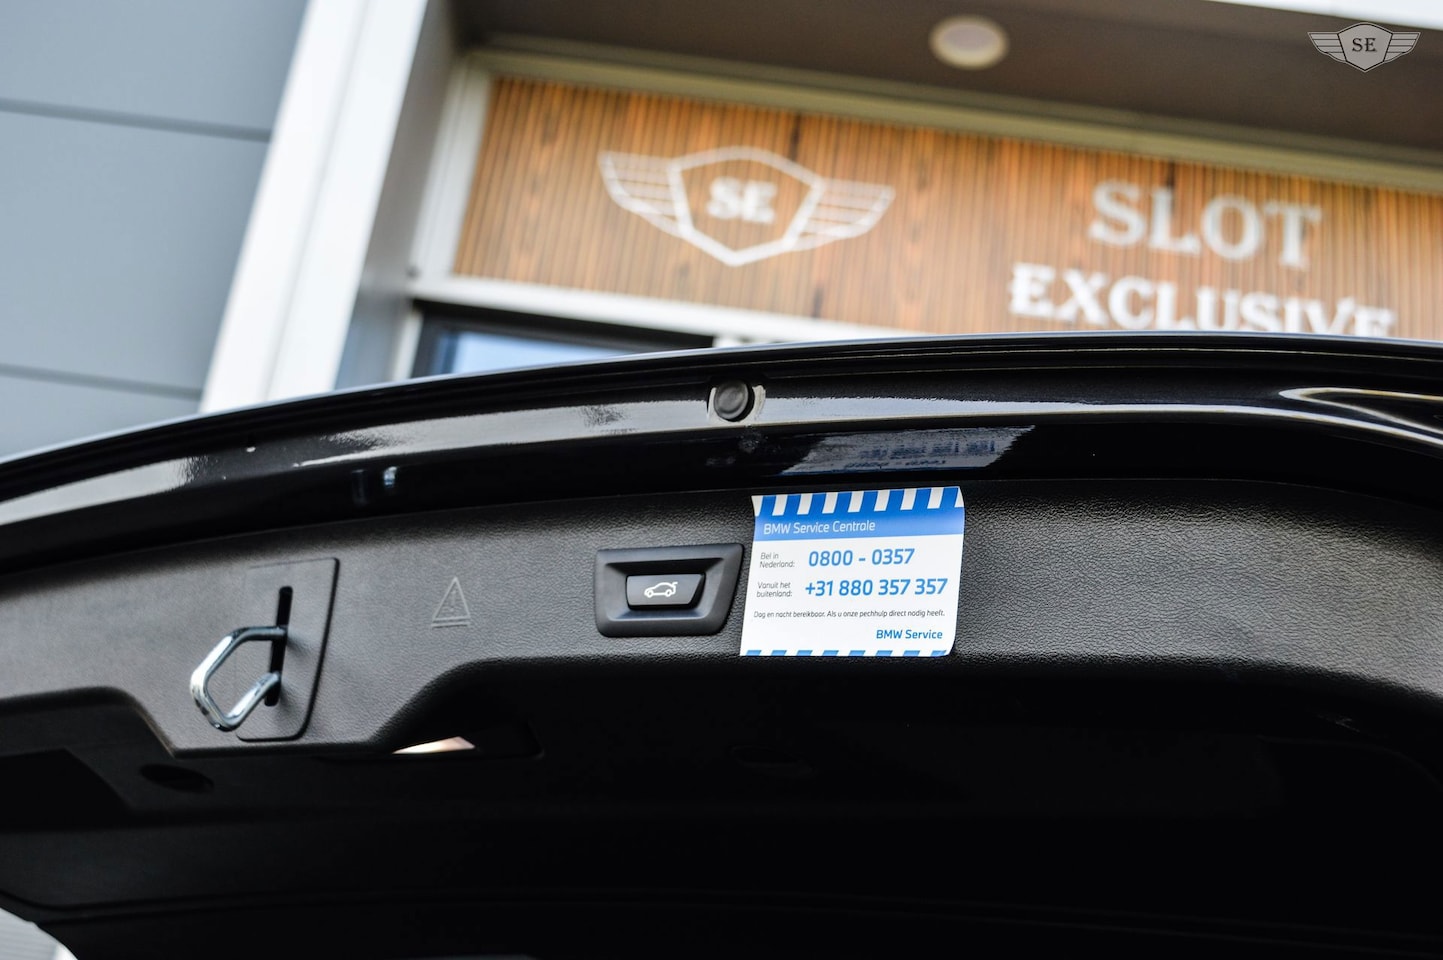 SE
SE
SLOT
EXCLUSIVE
BMW Service Centrale
Bel in
Nederland:
0800 - 0357
Vanuit het
buitenland:
+31 880 357 357
Dag en nacht bereikbaar. Als u onze pechhulp direct nodig heeft.
BMW Service